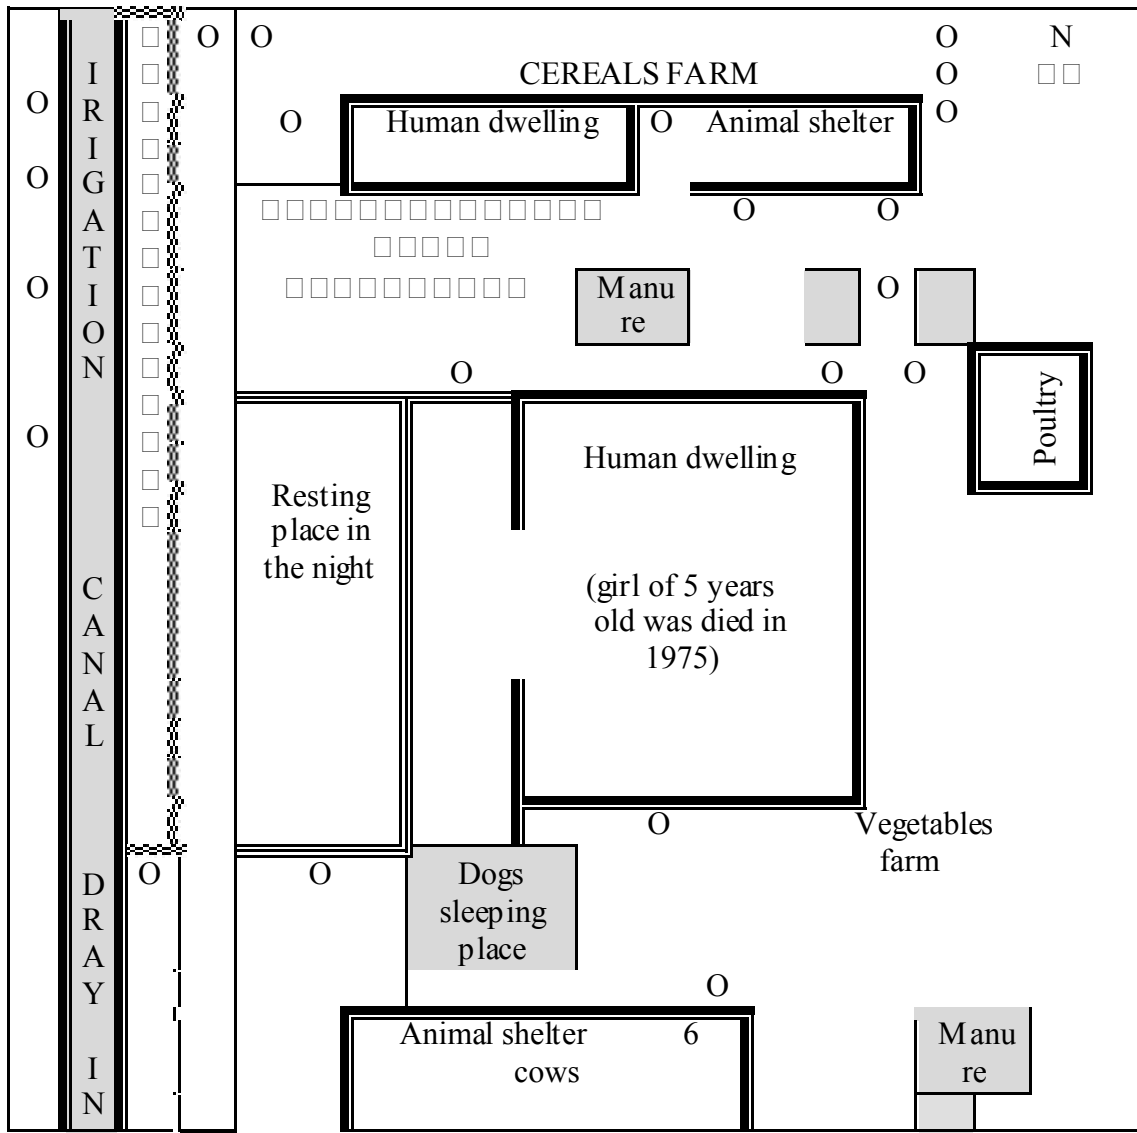 IRIGATION CANAL DRAY IN
O O O N
CEREALS FARM O
O O Human dwelling O Animal shelter O
O O O
O Manu
re O
O O O
Poultry
O
Human dwelling
Resting
place in
the night
(girl of 5 years
old was died in
1975)
O Vegetables
farm
O O Dogs
sleeping
place
O
Animal shelter 6
cows
Manu
re